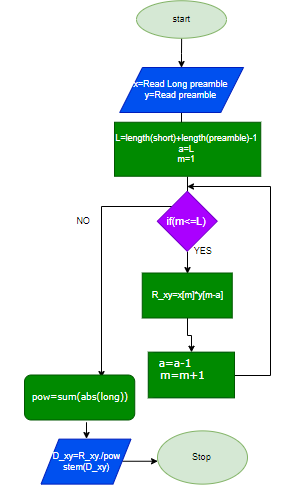 start
x=Read Long preamble
y=Read preamble
L=length(short)+length(preamble)-1
a=L
m=1
if(m<=L)
NO
YES
R_xy=x[m]*y[m-a]
a=a-1
m=m+1
pow=sum(abs(long))
D_xy=R_xy./pow
stem(D_xy)
Stop